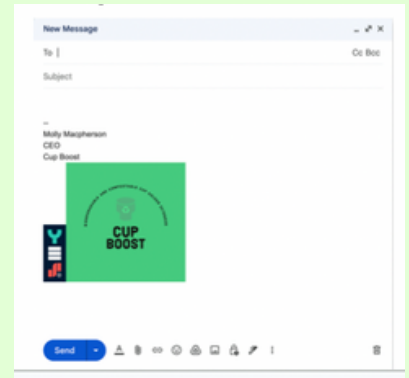 New Message
To
Cc Bcc
Subject
--
Molly Macpherson
CEO
Cup Boost
CUP
BOOST
Send